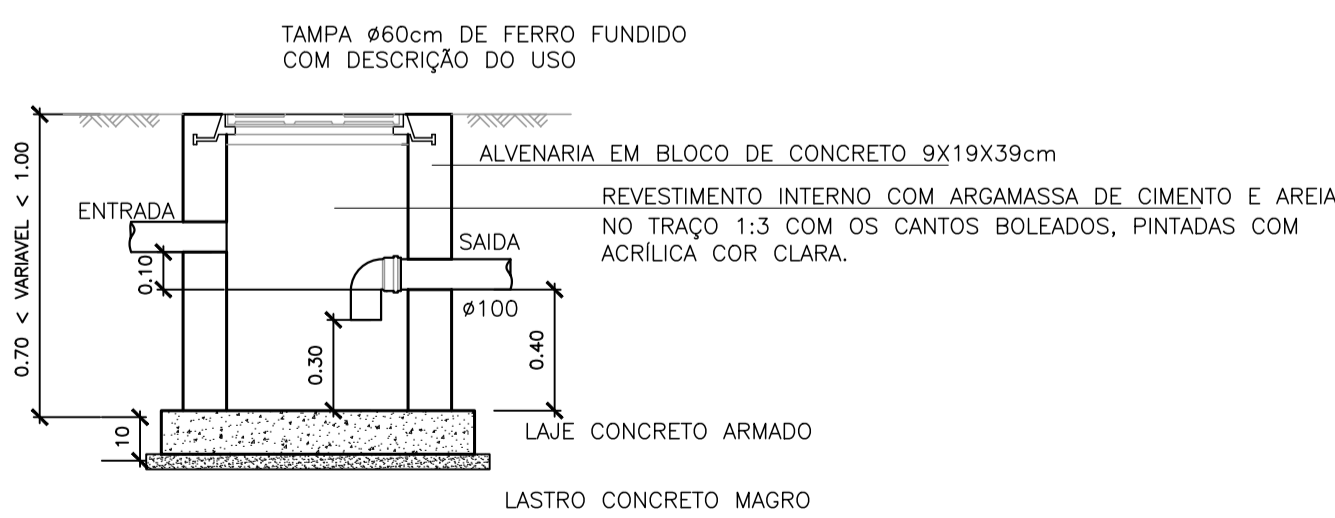 TAMPA ø60cm DE FERRO FUNDIDO
COM DESCRIÇÃO DO USO
0.70 < VARIAVEL < 1.00
ALVENARIA EM BLOCO DE CONCRETO 9X19X39cm
REVESTIMENTO INTERNO COM ARGAMASSA DE CIMENTO E AREIA
NO TRAÇO 1:3 COM OS CANTOS BOLEADOS, PINTADAS COM
ACRÍLICA COR CLARA.
ENTRADA
SAIDA
0.10
ø100
0.30
0.40
10
LAJE CONCRETO ARMADO
LASTRO CONCRETO MAGRO